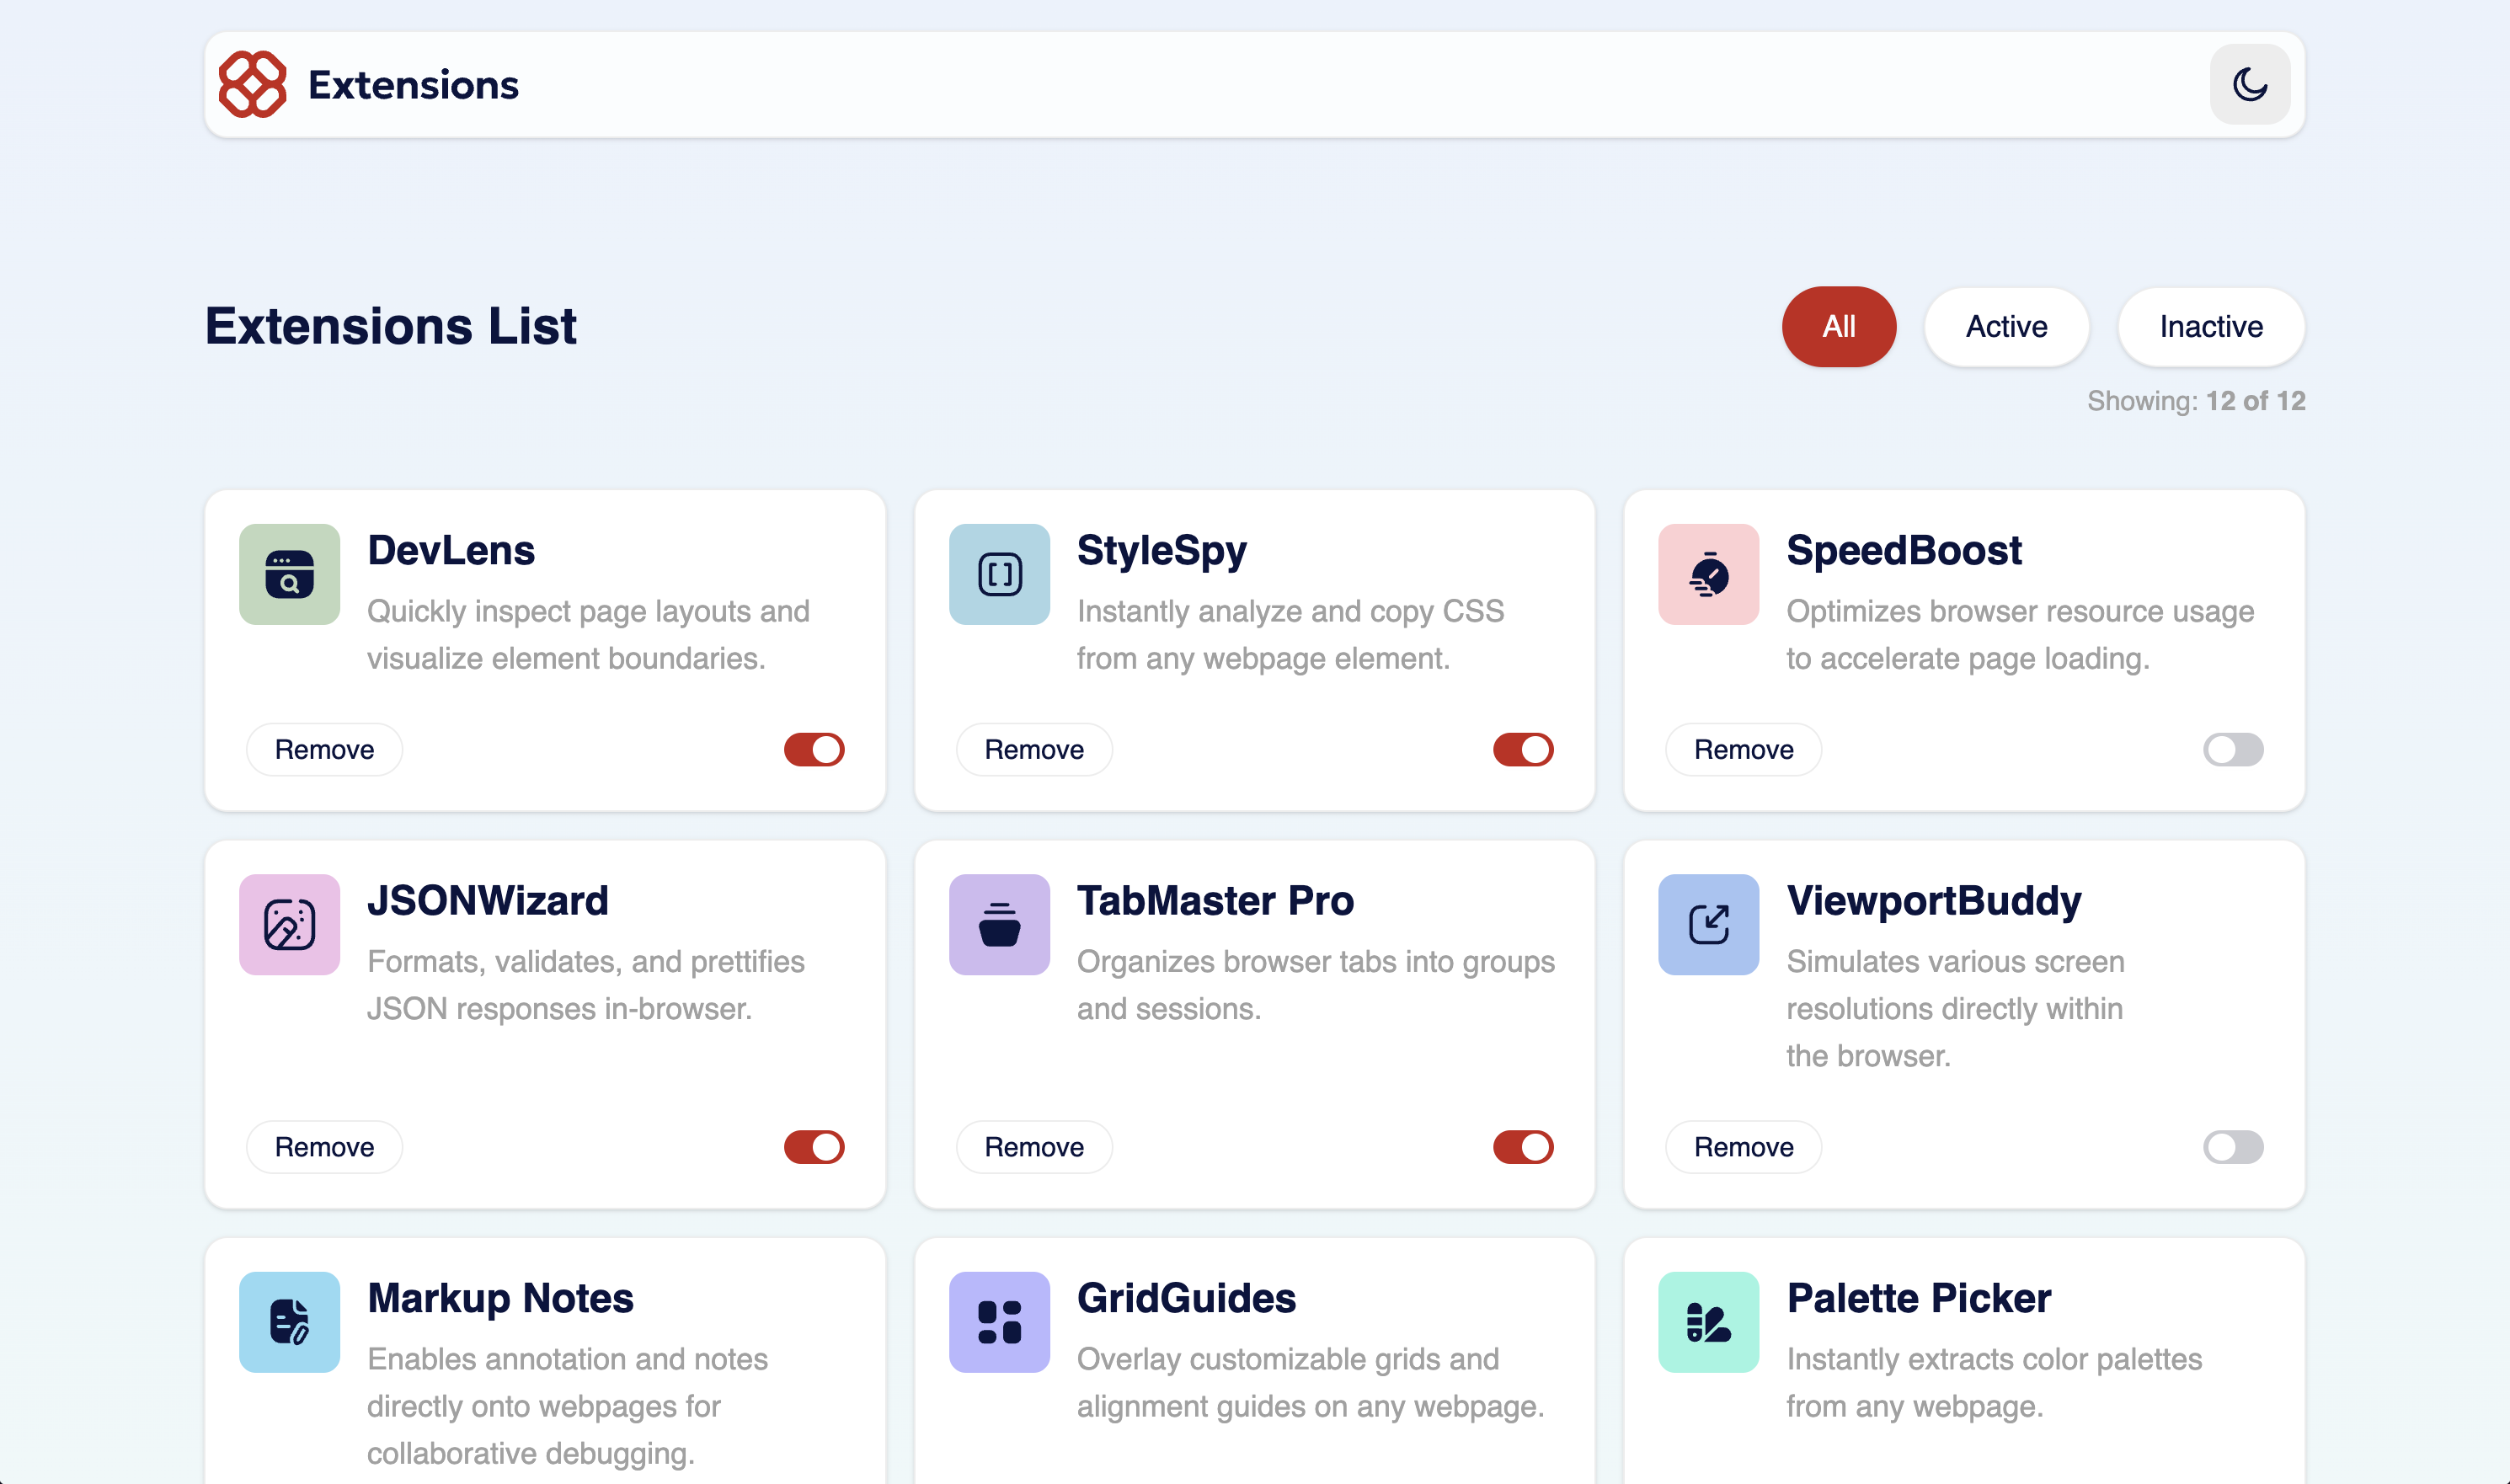 Extensions
Extensions List
All
Active
Inactive
Showing: 12 of 12
DevLens
Quickly inspect page layouts and
visualize element boundaries.
Remove
StyleSpy
Instantly analyze and copy CSS
from any webpage element.
Remove
SpeedBoost
Optimizes browser resource usage
to accelerate page loading.
Remove
JSONWizard
Formats, validates, and prettifies
JSON responses in-browser.
Remove
TabMaster Pro
Organizes browser tabs into groups
and sessions.
Remove
ViewportBuddy
Simulates various screen
resolutions directly within
the browser.
Remove
Markup Notes
Enables annotation and notes
directly onto webpages for
collaborative debugging.
GridGuides
Overlay customizable grids and
alignment guides on any webpage.
Palette Picker
Instantly extracts color palettes
from any webpage.